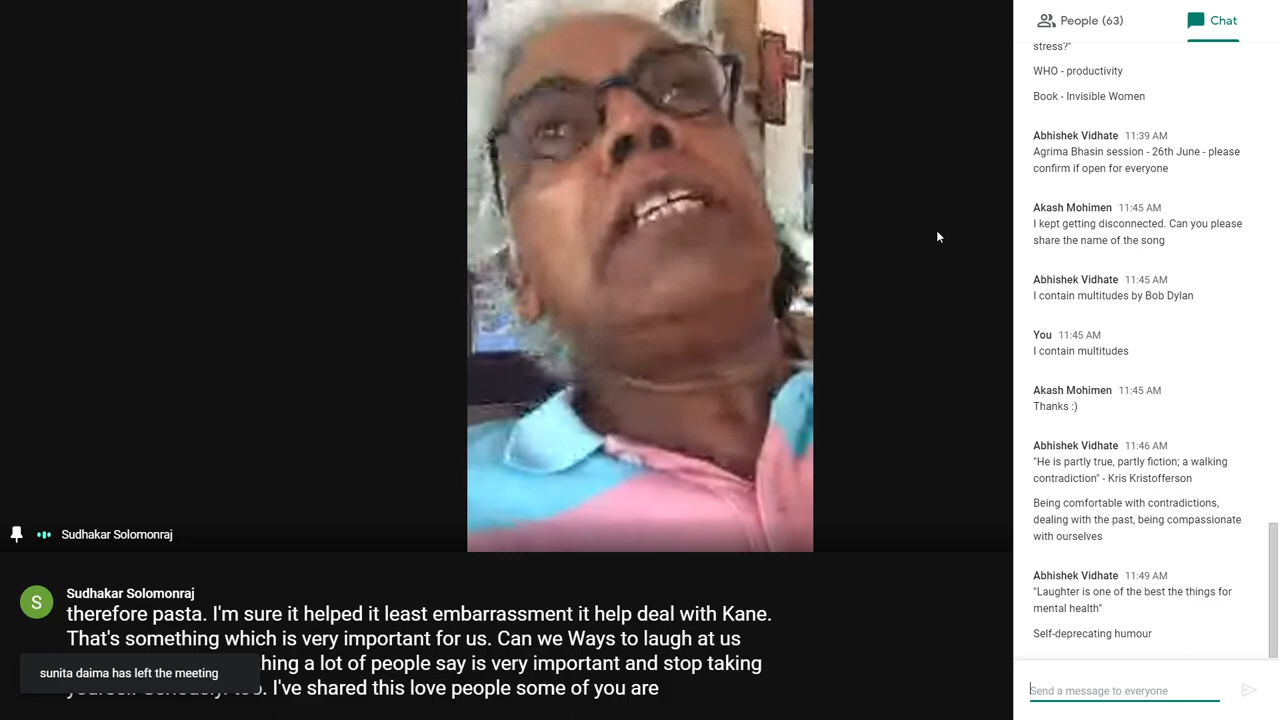 People (63)
Chat
stress?"
WHO - productivity
Book - Invisible Women
Abhishek Vidhate 11:39 AM
Agrima Bhasin session - 26th June - please
confirm if open for everyone
Akash Mohimen 11:45 AM
I kept getting disconnected. Can you please
share the name of the song
Abhishek Vidhate 11:45 AM
I contain multitudes by Bob Dylan
You 11:45 AM
I contain multitudes
Akash Mohimen 11:45 AM
Thanks :)
Abhishek Vidhate 11:46 AM
"He is partly true, partly fiction; a walking
contradiction" - Kris Kristofferson
Being comfortable with contradictions,
dealing with the past, being compassionate
with ourselves
Abhishek Vidhate 11:49 AM
"Laughter is one of the best the things for
mental health"
Self-deprecating humour
Send a message to everyone
Sudhakar Solomonraj
S
Sudhakar Solomonraj
therefore pasta. I'm sure it helped it least embarrassment it help deal with Kane.
That's something which is very important for us. Can we Ways to laugh at us
hing a lot of people say is very important and stop taking
I've shared this love people some of you are
sunita daima has left the meeting